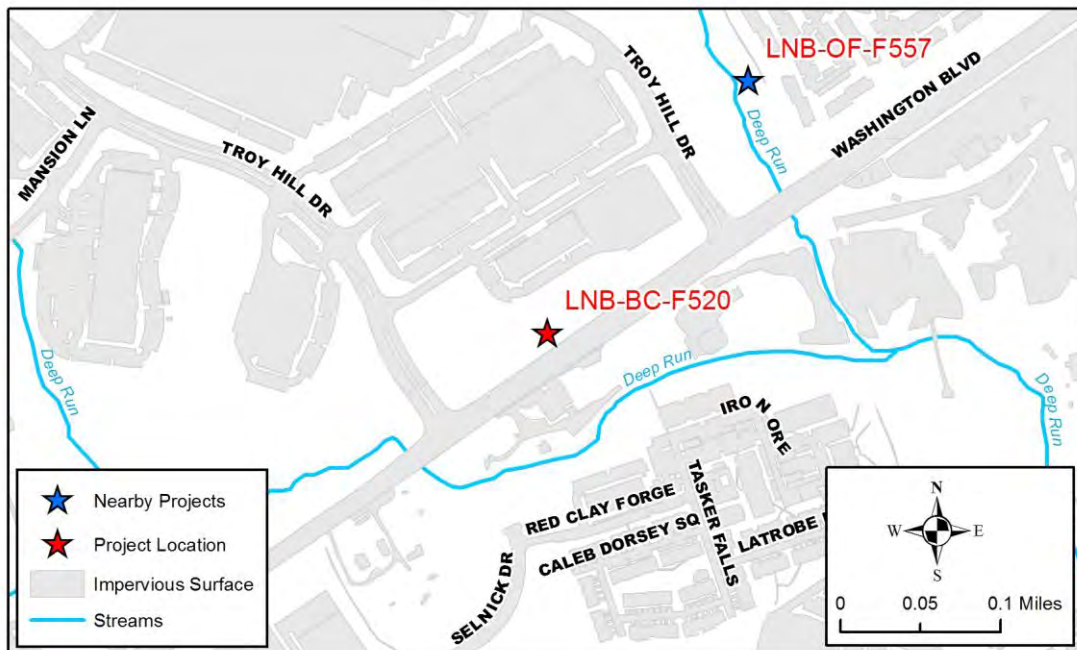 LNB-OF-F557
WASHINGTON BLVD
TROY HILL DR
Deep Run
MANSION LN
TROY HILL DR
LNB-BC-F520
Deep Run
Deep Run
Deep Run
IRON ORE
RED CLAY FORGE
TASKER FALLS
CALEB DORSEY SQ
LATROBE
SELNICK DR
Nearby Projects
Project Location
Impervious Surface
Streams
N
W E
S
0 0.05 0.1 Miles